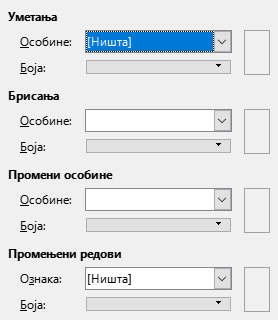 Уметања
Особине: [Ништа]
Боја:
Брисања
Особине:
Боја:
Промени особине
Особине:
Боја:
Промењени редови
Ознака: [Ништа]
Боја: